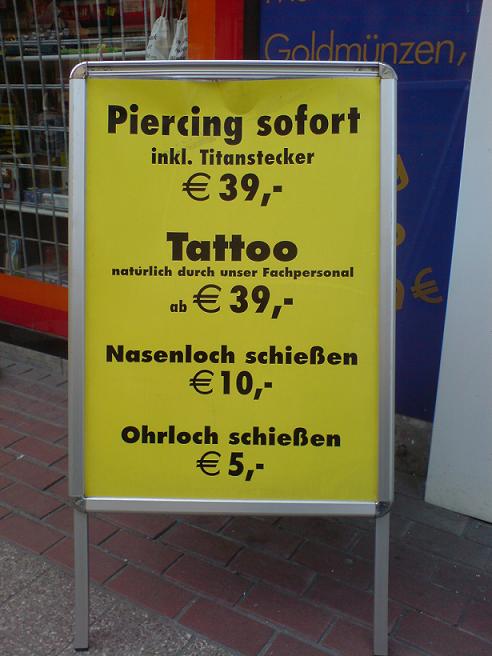 Goldmünzen,
€
Piercing sofort
inkl. Titanstecker
€ 39,-
Tattoo
natürlich durch unser Fachpersonal
ab € 39,-
Nasenloch schießen
€ 10,-
Ohrloch schießen
€ 5,-